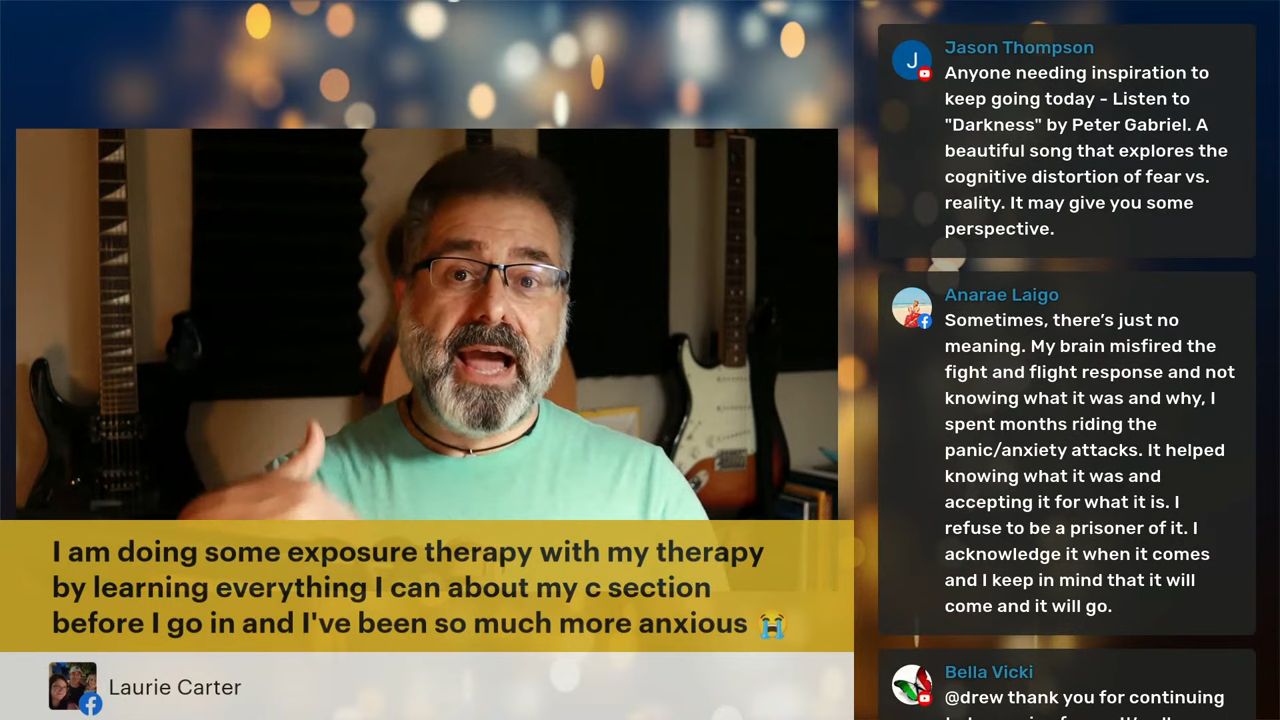 I am doing some exposure therapy with my therapy
by learning everything I can about my c section
before I go in and I've been so much more anxious 😭
Laurie Carter
J
Jason Thompson
Anyone needing inspiration to
keep going today - Listen to
"Darkness" by Peter Gabriel. A
beautiful song that explores the
cognitive distortion of fear vs.
reality. It may give you some
perspective.
Anarae Laigo
Sometimes, there's just no
meaning. My brain misfired the
fight and flight response and not
knowing what it was and why, I
spent months riding the
panic/anxiety attacks. It helped
knowing what it was and
accepting it for what it is. I
refuse to be a prisoner of it. I
acknowledge it when it comes
and I keep in mind that it will
come and it will go.
Bella Vicki
@drew thank you for continuing